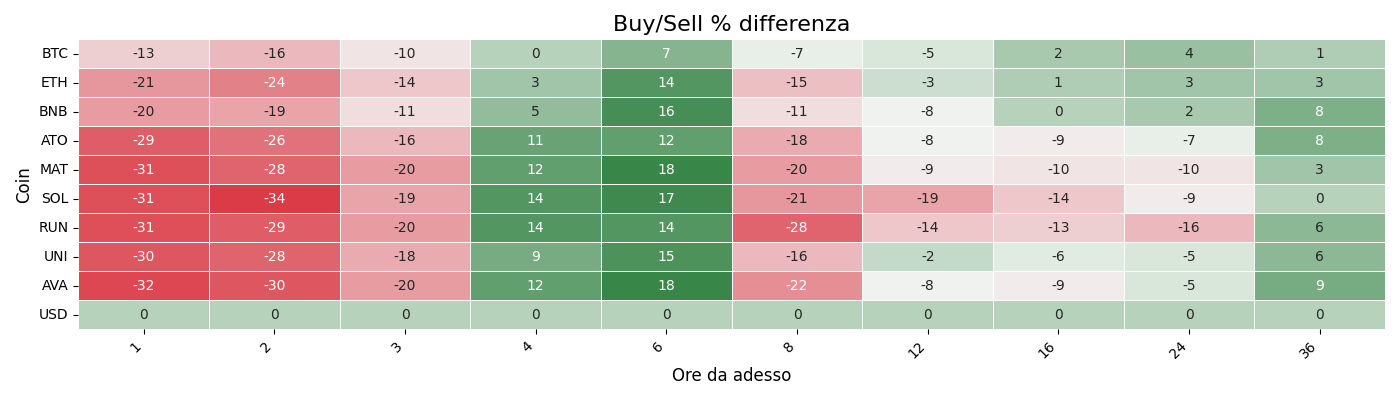 Buy/Sell % differenza
Coin
BTC -13 -16 -10 0 7 -7 -5 2 4 1
ETH -21 -24 -14 3 14 -15 -3 1 3 3
BNB -20 -19 -11 5 16 -11 -8 0 2 8
ATO -29 -26 -16 11 12 -18 -8 -9 -7 8
MAT -31 -28 -20 12 18 -20 -9 -10 -10 3
SOL -31 -34 -19 14 17 -21 -19 -14 -9 0
RUN -31 -29 -20 14 14 -28 -14 -13 -16 6
UNI -30 -28 -18 9 15 -16 -2 -6 -5 6
AVA -32 -30 -20 12 18 -22 -8 -9 -5 9
USD 0 0 0 0 0 0 0 0 0 0
1 2 3 4 6 8 12 16 24 36
Ore da adesso